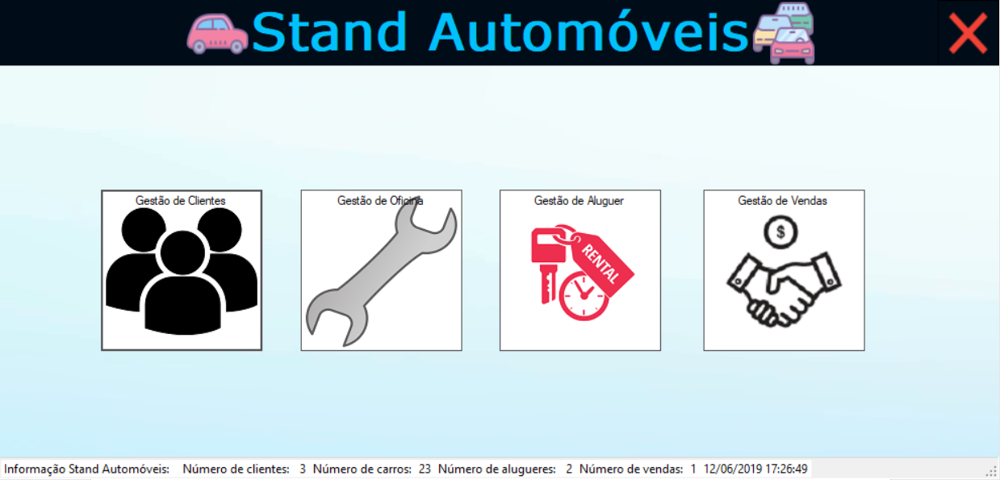 Stand Automóveis
Gestão de Clientes
Gestão de Oficina
Gestão de Aluguer
RENTAL
Gestão de Vendas
$
Informação Stand Automóveis: Número de clientes: 3 Número de carros: 23 Número de alugueres: 2 Número de vendas: 1 12/06/2019 17:26:49